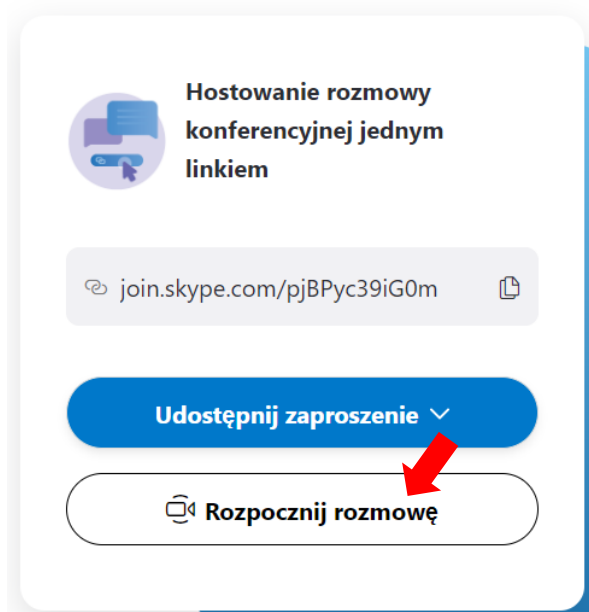 Hostowanie rozmowy
konferencyjnej jednym
linkiem
join.skype.com/pjBPyc39iG0m
Udostępnij zaproszenie
Rozpocznij rozmowę